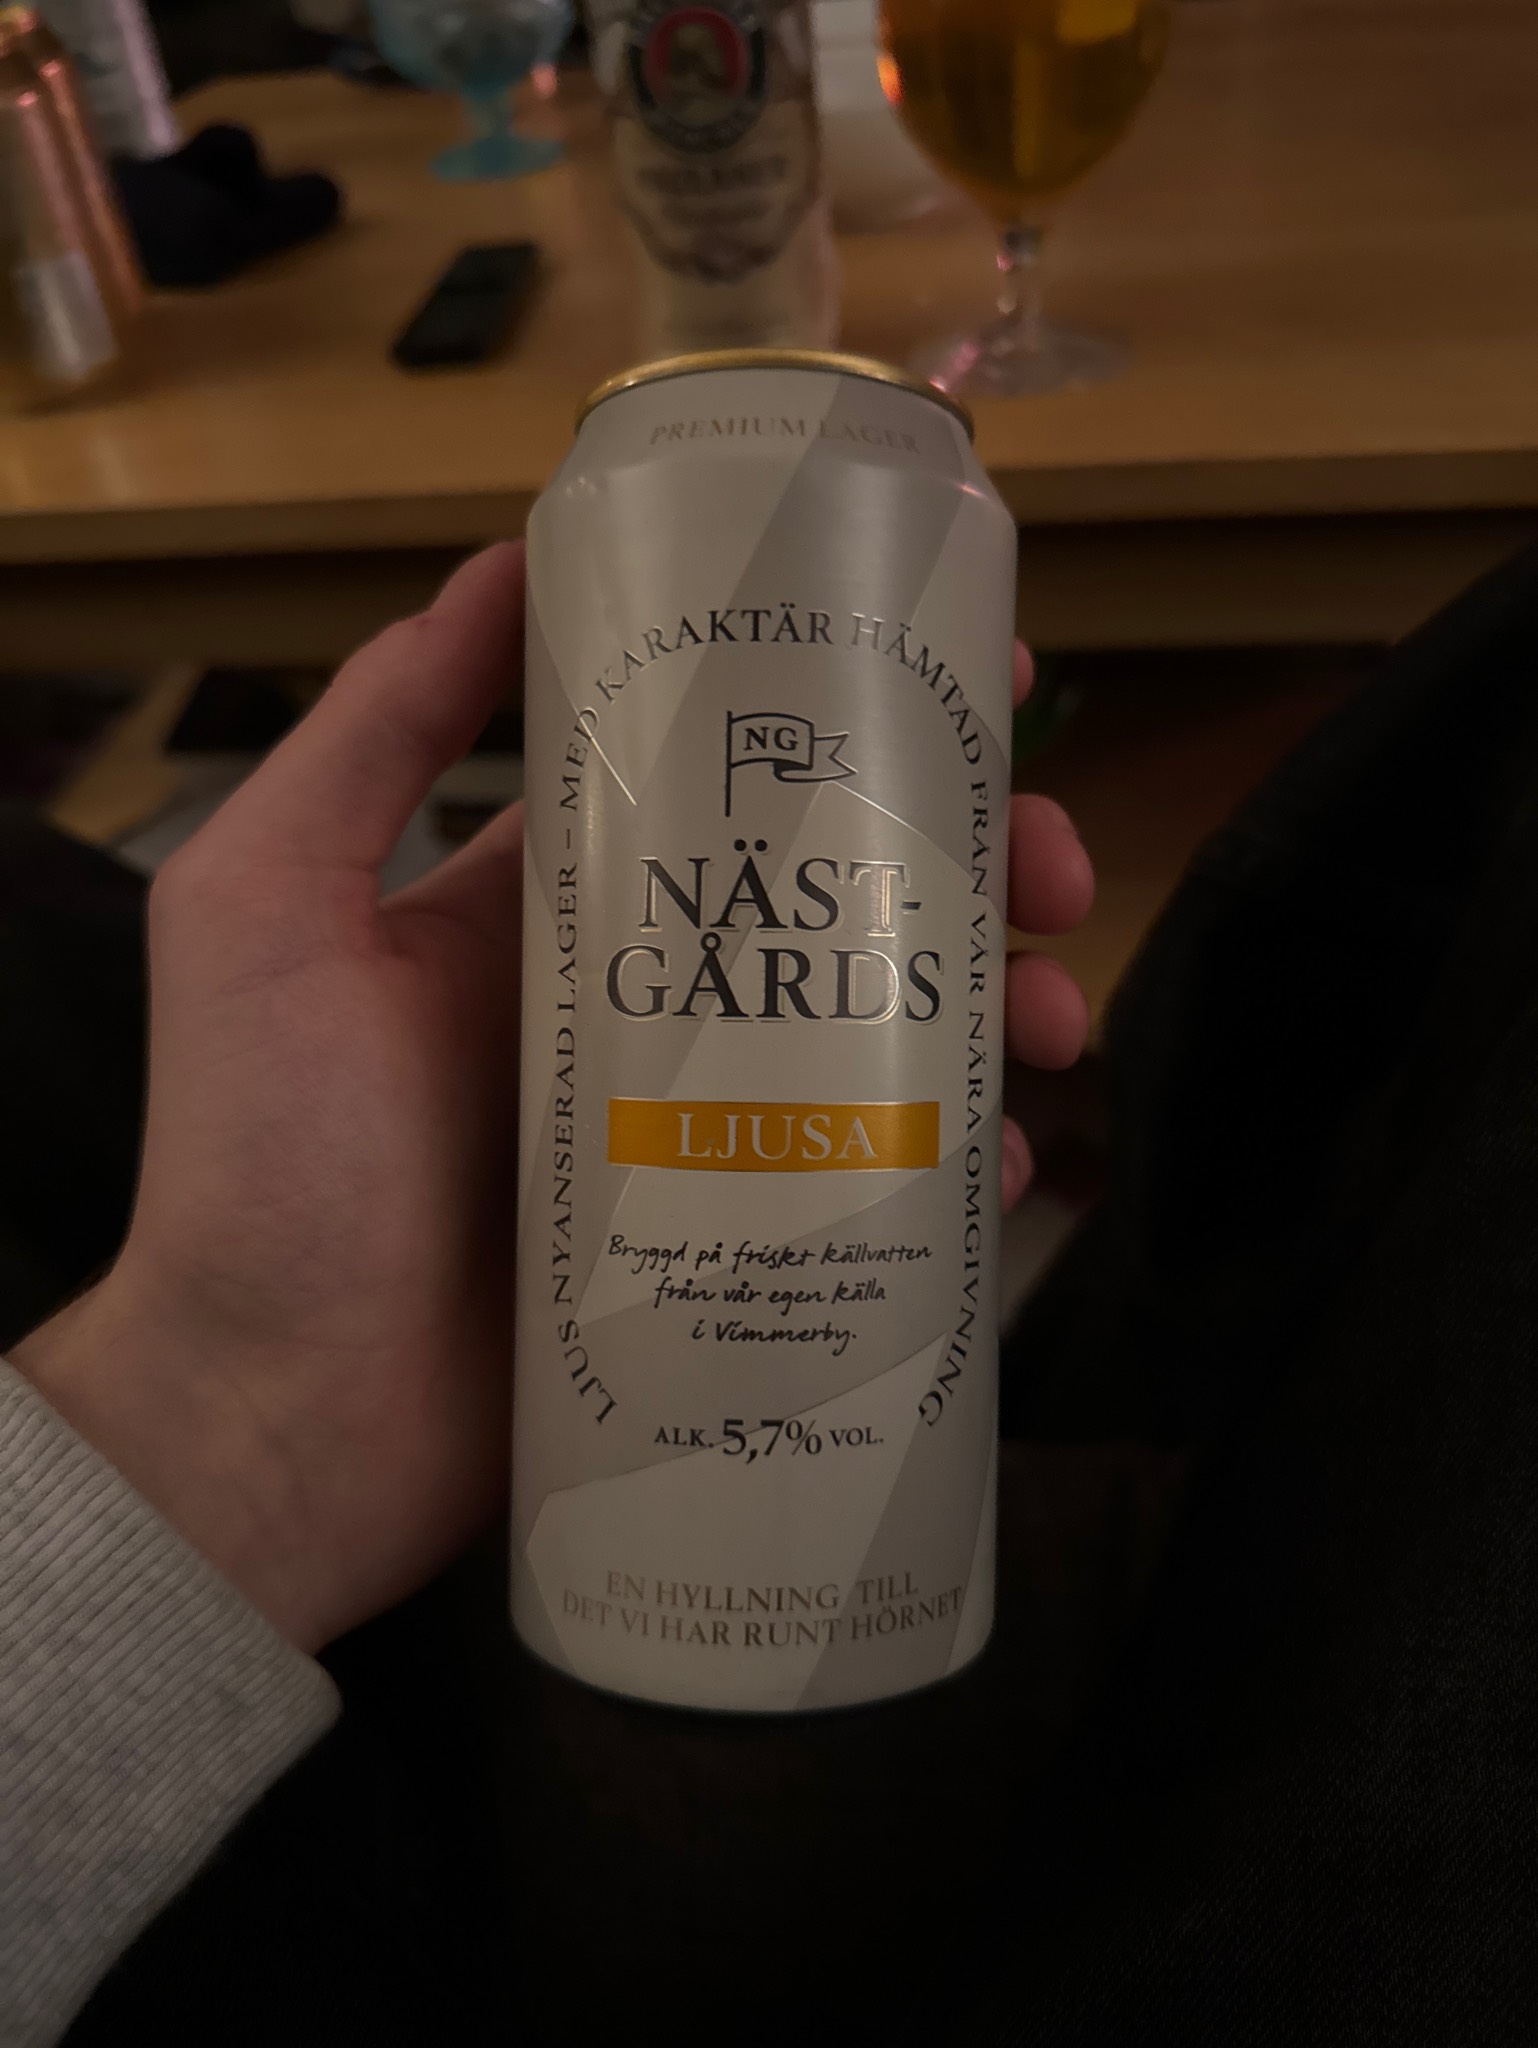 PREMIUM LAGER
LJUS NYANSERAD LAGER – MED KARAKTÄR HÄMTAD FRÅN VÅR NÄRA OMGIVNING
NG
NÄST-
GÅRDS
LJUSA
Bryggd på friskt källvatten
från vår egen källa
i Vimmerby.
ALK. 5,7% VOL.
EN HYLLNING TILL
DET VI HAR RUNT HÖRNET